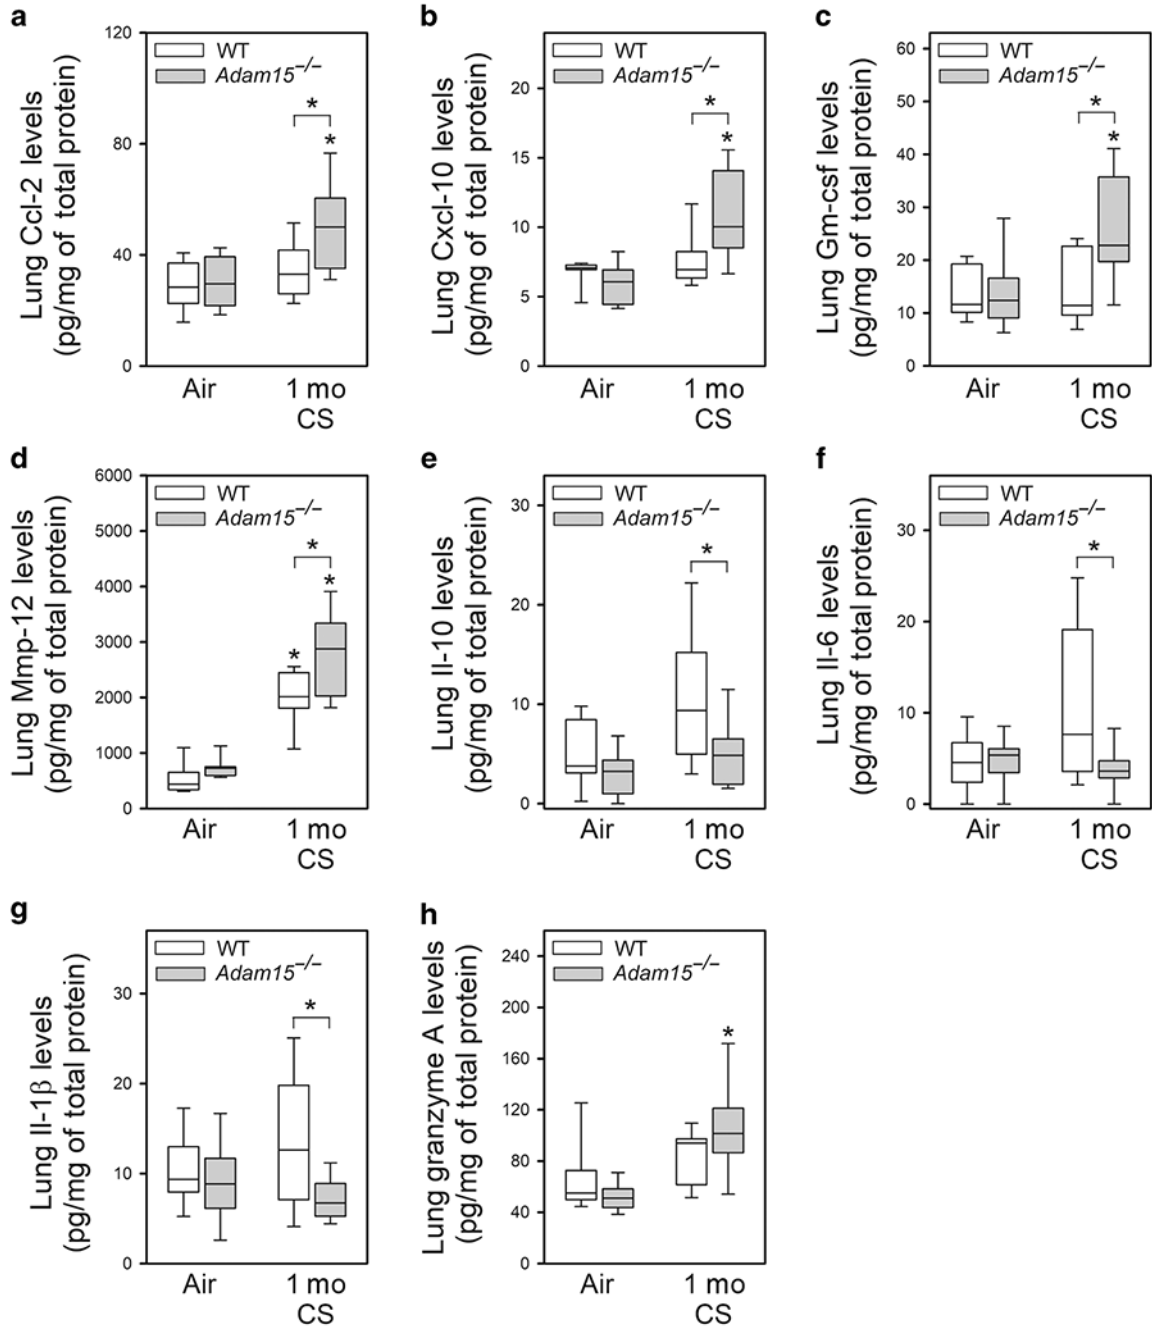 a
Lung Ccl-2 levels
(pg/mg of total protein)
120
80
40
0
WT
Adam15−/−
*
*
Air
1 mo
CS
b
Lung Cxcl-10 levels
(pg/mg of total protein)
20
15
10
5
0
WT
Adam15−/−
*
*
Air
1 mo
CS
c
Lung Gm-csf levels
(pg/mg of total protein)
60
50
40
30
20
10
0
WT
Adam15−/−
*
*
Air
1 mo
CS
d
Lung Mmp-12 levels
(pg/mg of total protein)
6000
5000
4000
3000
2000
1000
0
WT
Adam15−/−
*
*
*
Air
1 mo
CS
e
Lung Il-10 levels
(pg/mg of total protein)
30
20
10
0
WT
Adam15−/−
*
Air
1 mo
CS
f
Lung Il-6 levels
(pg/mg of total protein)
30
20
10
0
WT
Adam15−/−
*
Air
1 mo
CS
g
Lung Il-1β levels
(pg/mg of total protein)
30
20
10
0
WT
Adam15−/−
*
Air
1 mo
CS
h
Lung granzyme A levels
(pg/mg of total protein)
240
200
160
120
80
40
0
WT
Adam15−/−
*
Air
1 mo
CS